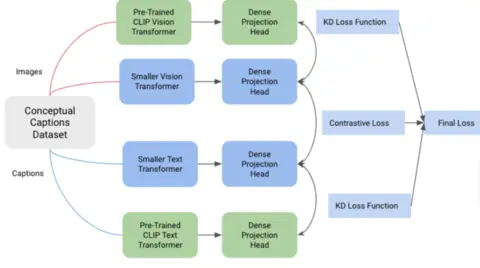 Pre-Trained
CLIP Vision
Transformer
Dense
Projection
Head
KD Loss Function
Images
Smaller Vision
Transformer
Dense
Projection
Head
Conceptual
Captions
Dataset
Contrastive Loss
Final Loss
Captions
Smaller Text
Transformer
Dense
Projection
Head
KD Loss Function
Pre-Trained
CLIP Text
Transformer
Dense
Projection
Head